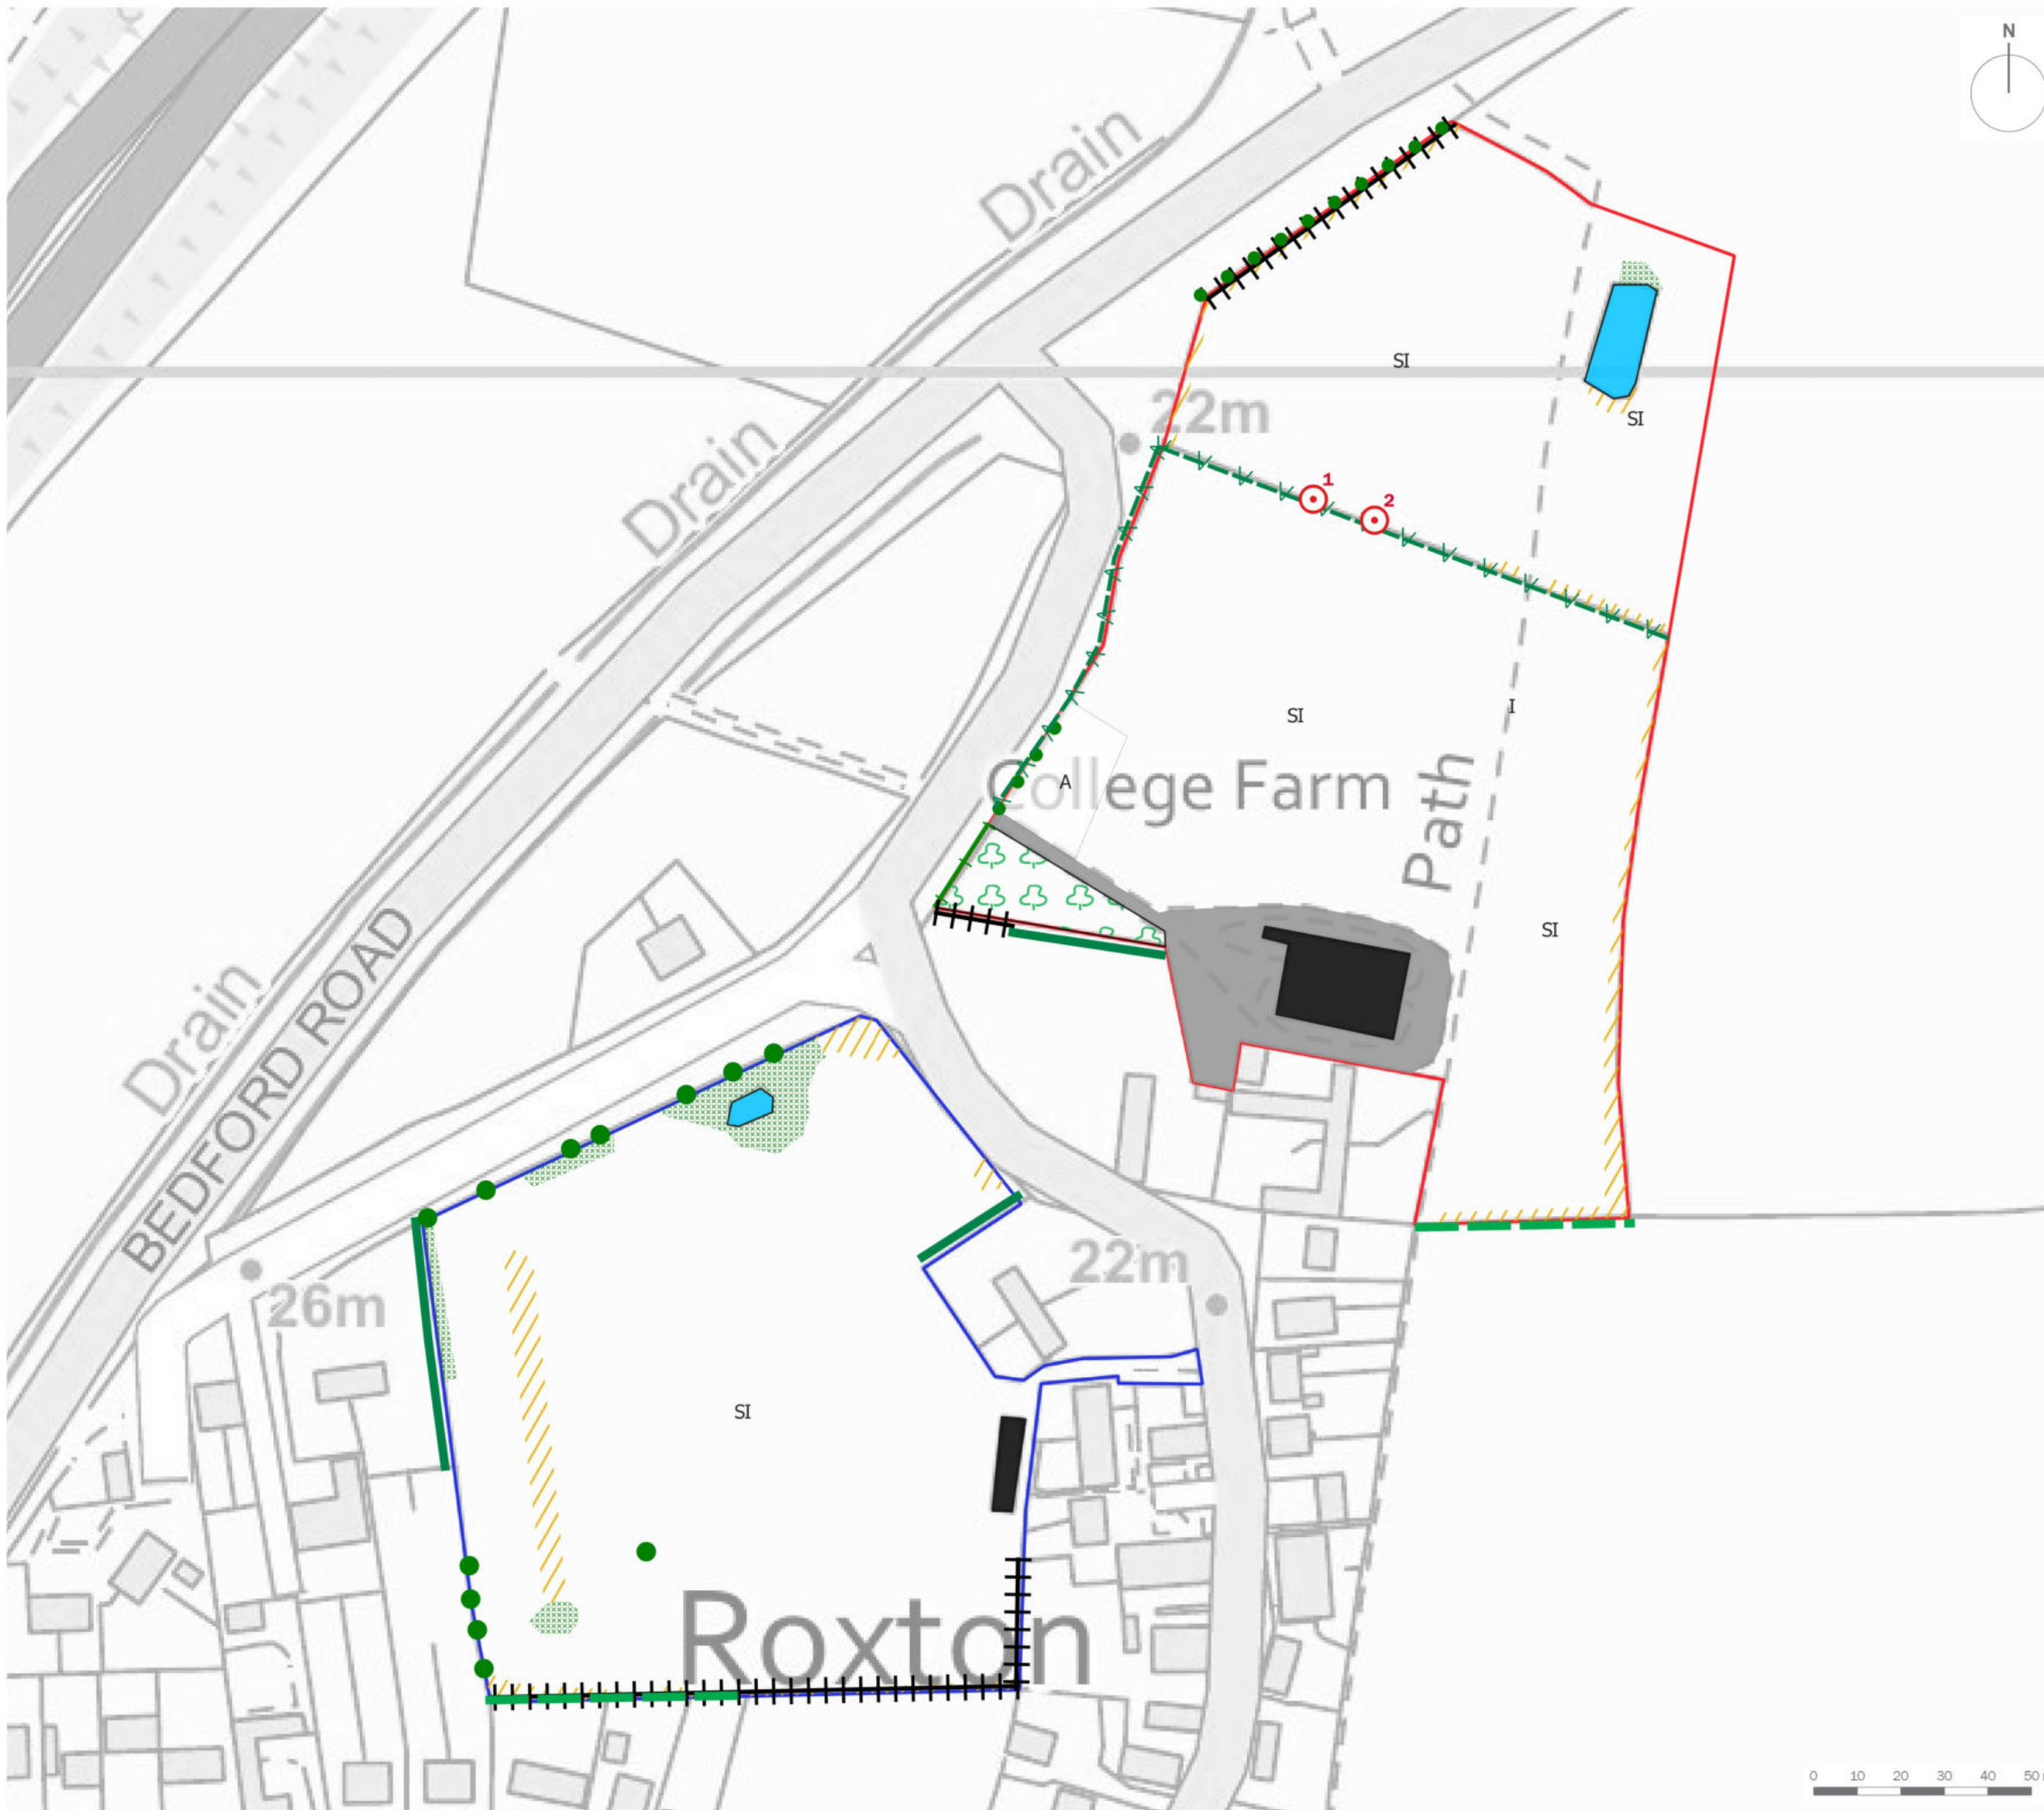 N
Drain
SI
22m
SI
Drain
1
2
SI
I
College Farm
A
Path
SI
Drain
BEDFORD ROAD
22m
26m
SI
Roxton
0 10 20 30 40 50